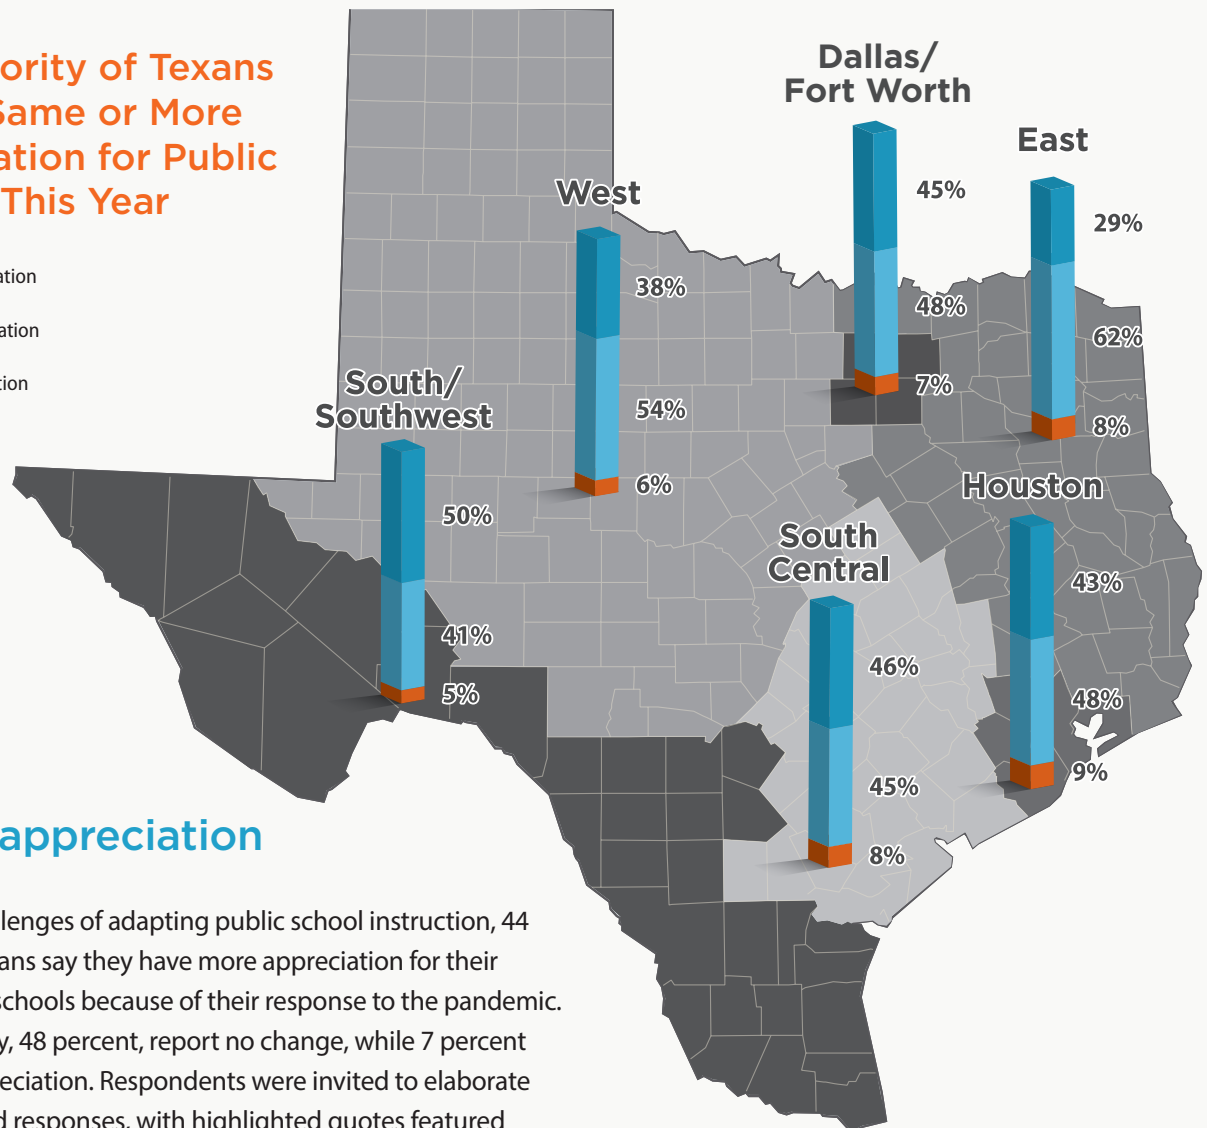 ority of Texans
Same or More
ation for Public
This Year
ation
ation
tion
Dallas/
Fort Worth
45%
48%
7%
East
29%
62%
8%
West
38%
54%
6%
South/
Southwest
50%
41%
5%
Houston
43%
48%
9%
South
Central
46%
45%
8%
appreciation
lenges of adapting public school instruction, 44
ans say they have more appreciation for their
schools because of their response to the pandemic.
y, 48 percent, report no change, while 7 percent
eciation. Respondents were invited to elaborate
d responses, with highlighted quotes featured